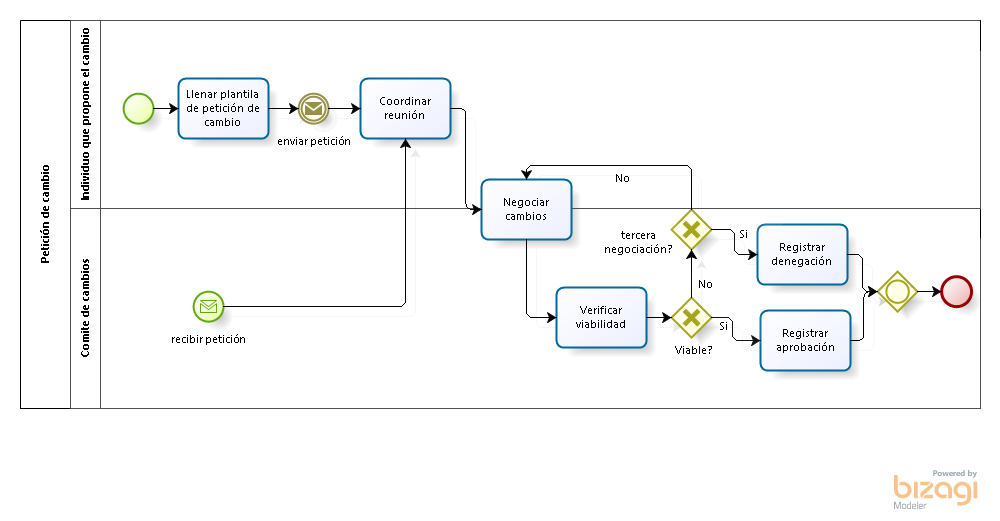 Petición de cambio
Individuo que propone el cambio
Llenar plantila
de petición de
cambio
enviar petición
Coordinar
reunión
No
Negociar
cambios
Comite de cambios
recibir petición
tercera
negociación?
Si
Registrar
denegación
No
Verificar
viabilidad
Viable?
Si
Registrar
aprobación
Powered by
bizagi
Modeler